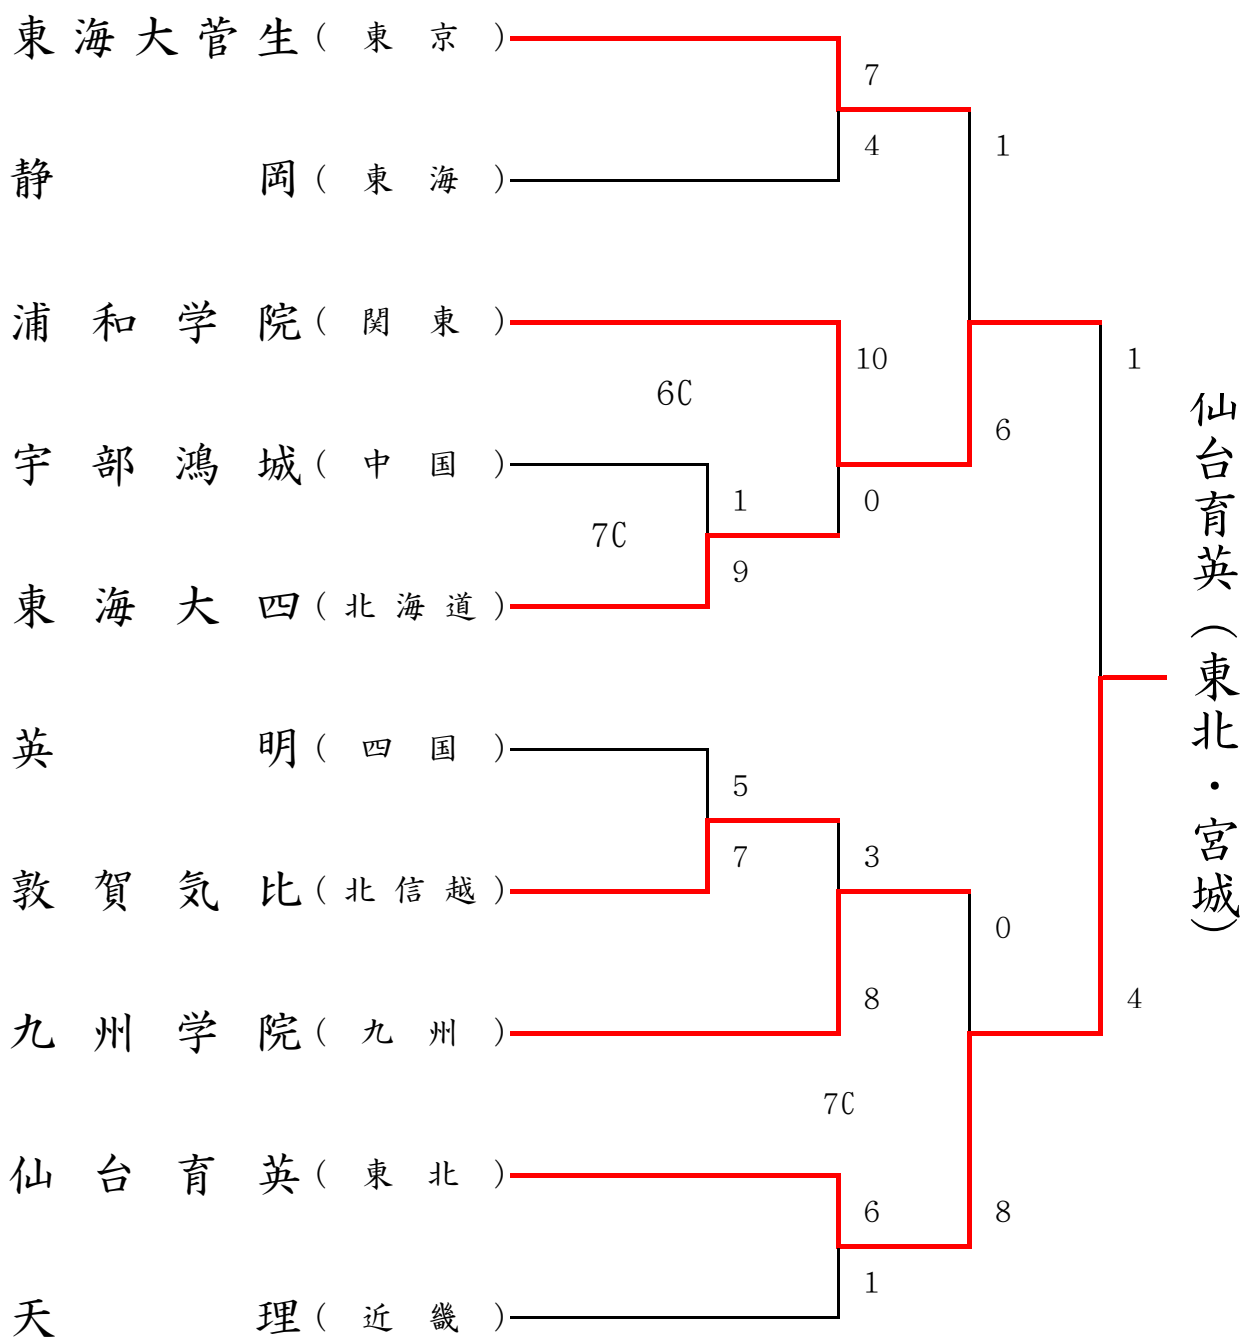 東海大菅生(東京)
7
4
1
静岡(東海)
浦和学院(関東)
10
1
6C
6
宇部鴻城(中国)
1
0
7C
9
東海大四(北海道)
英明(四国)
5
7
3
敦賀気比(北信越)
0
8
4
九州学院(九州)
7C
仙台育英(東北)
6
8
1
天理(近畿)
仙台育英(東北・宮城)